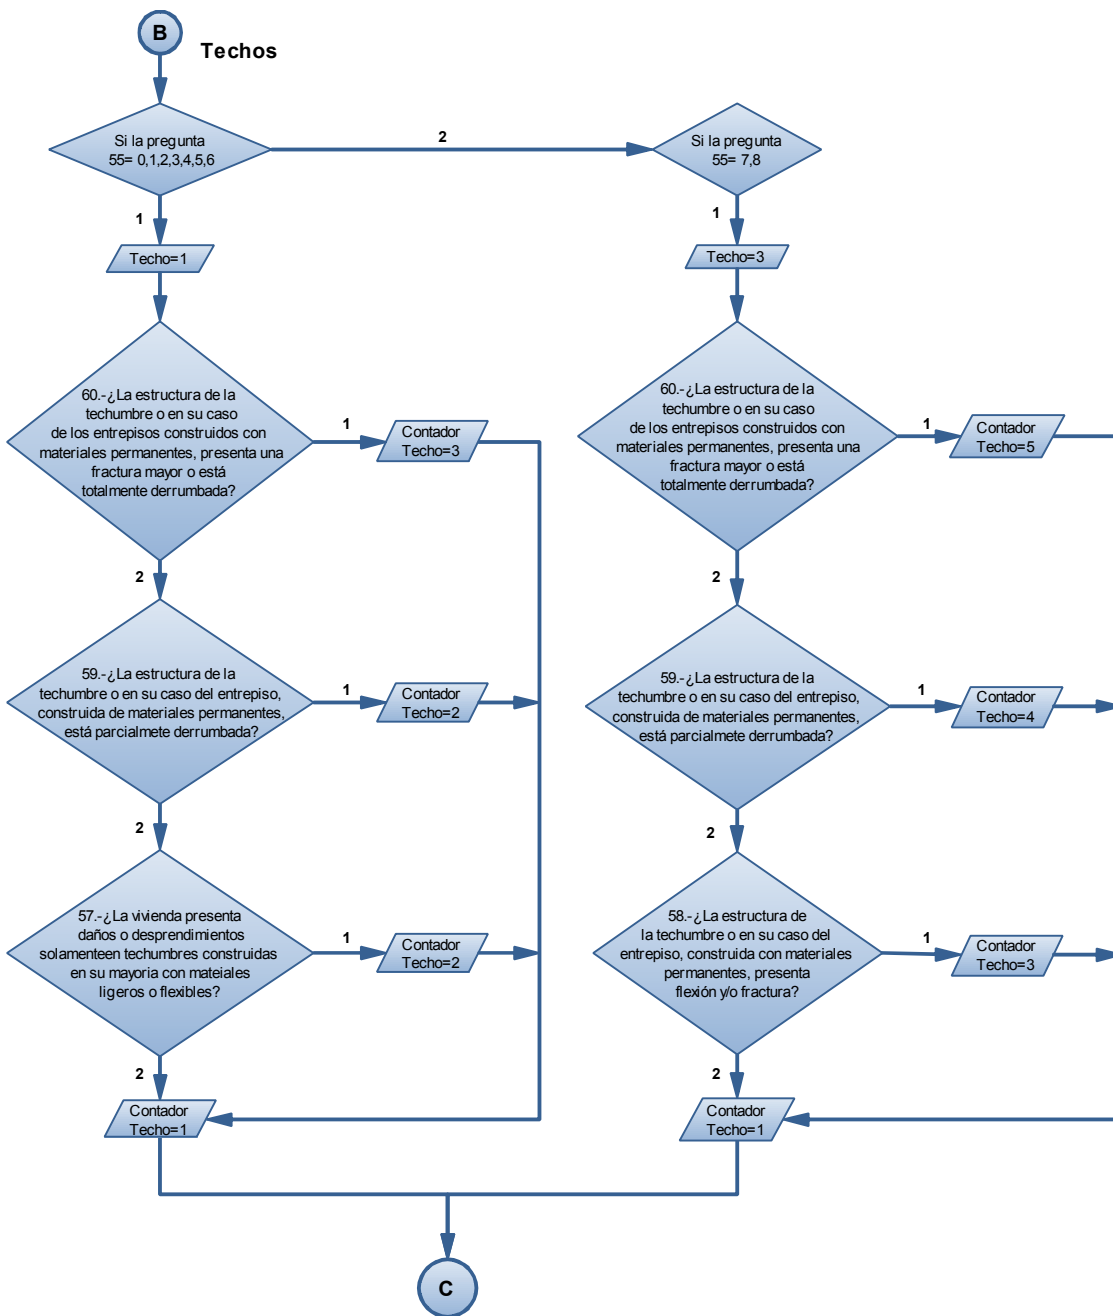 B
Techos
Si la pregunta
55= 0,1,2,3,4,5,6
2
Si la pregunta
55= 7,8
1
Techo=1
1
Techo=3
60.-¿La estructura de la
techumbre o en su caso
de los entrepisos construidos con
materiales permanentes, presenta una
fractura mayor o está
totalmente derrumbada?
1
Contador
Techo=3
60.-¿La estructura de la
techumbre o en su caso
de los entrepisos construidos con
materiales permanentes, presenta una
fractura mayor o está
totalmente derrumbada?
1
Contador
Techo=5
2
2
59.-¿La estructura de la
techumbre o en su caso del entrepiso,
construida de materiales permanentes,
está parcialmete derrumbada?
1
Contador
Techo=2
59.-¿La estructura de la
techumbre o en su caso del entrepiso,
construida de materiales permanentes,
está parcialmete derrumbada?
1
Contador
Techo=4
2
2
57.-¿La vivienda presenta
daños o desprendimientos
solamenteen techumbres construidas
en su mayoria con mateiales
ligeros o flexibles?
1
Contador
Techo=2
58.-¿La estructura de
la techumbre o en su caso del
entrepiso, construida con materiales
permanentes, presenta
flexión y/o fractura?
1
Contador
Techo=3
2
Contador
Techo=1
2
Contador
Techo=1
C